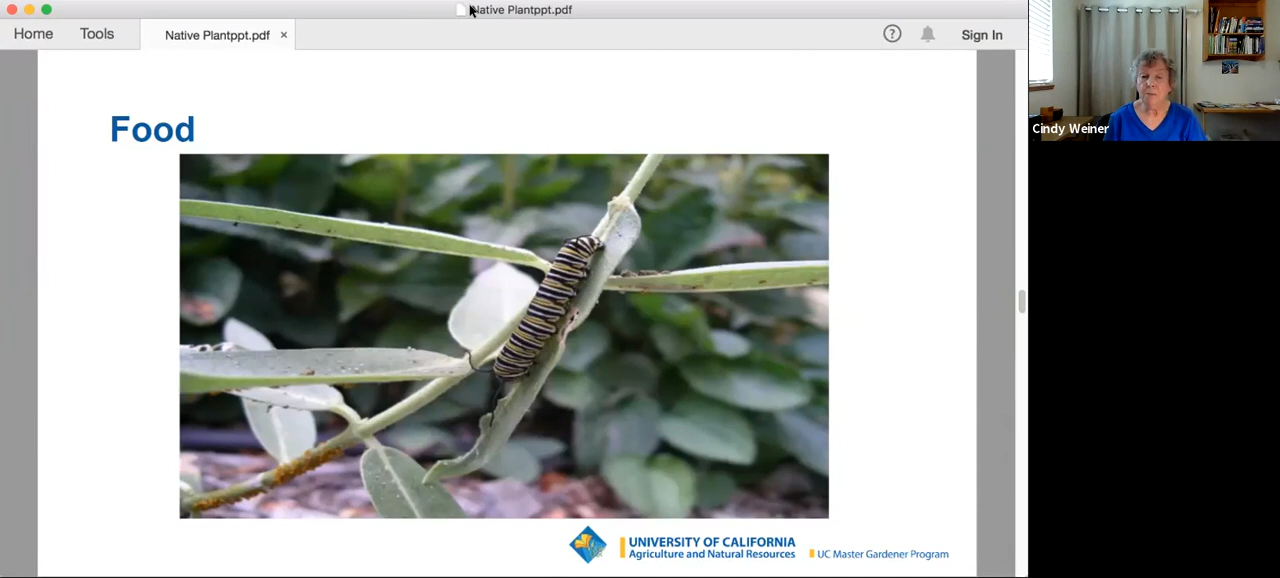 Native Plantppt.pdf
Home Tools Native Plantppt.pdf × ? Sign In
Food
Cindy Weiner
UNIVERSITY OF CALIFORNIA
Agriculture and Natural Resources
UC Master Gardener Program